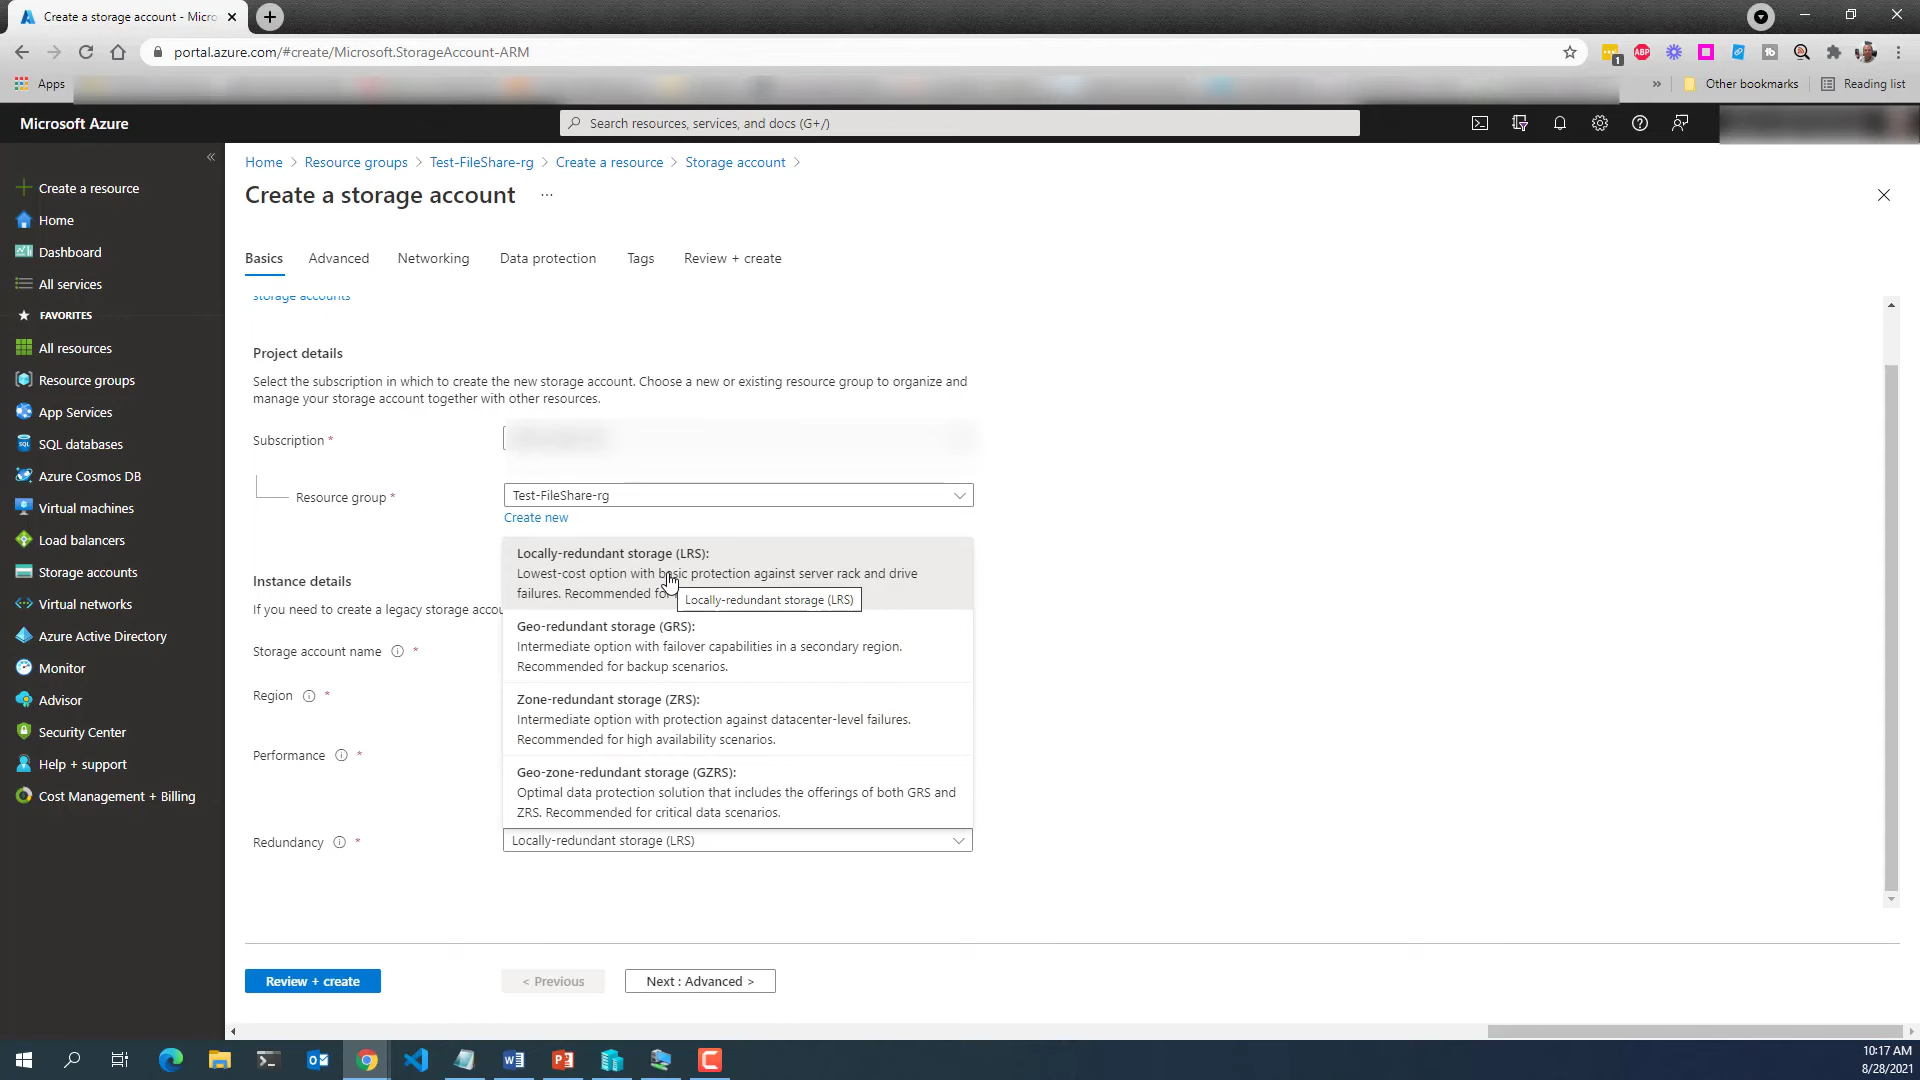 Create a storage account - Micro
portal.azure.com/#create/Microsoft.StorageAccount-ARM
1
ABP
Apps
»
Other bookmarks
Reading list
Microsoft Azure
Search resources, services, and docs (G+/)
«
Home > Resource groups > Test-FileShare-rg > Create a resource > Storage account >
Create a storage account ...
Create a resource
Home
Dashboard
All services
FAVORITES
All resources
Resource groups
App Services
SQL databases
Azure Cosmos DB
Virtual machines
Load balancers
Storage accounts
Virtual networks
Azure Active Directory
Monitor
Advisor
Security Center
Help + support
Cost Management + Billing
Basics Advanced Networking Data protection Tags Review + create
storage accounts
Project details
Select the subscription in which to create the new storage account. Choose a new or existing resource group to organize and
manage your storage account together with other resources.
Subscription *
Resource group *
Test-FileShare-rg
Create new
Instance details
If you need to create a legacy storage accou
Storage account name *
Region *
Performance *
Redundancy *
Locally-redundant storage (LRS):
Lowest-cost option with basic protection against server rack and drive
failures. Recommended for
Locally-redundant storage (LRS)
Geo-redundant storage (GRS):
Intermediate option with failover capabilities in a secondary region.
Recommended for backup scenarios.
Zone-redundant storage (ZRS):
Intermediate option with protection against datacenter-level failures.
Recommended for high availability scenarios.
Geo-zone-redundant storage (GZRS):
Optimal data protection solution that includes the offerings of both GRS and
ZRS. Recommended for critical data scenarios.
Locally-redundant storage (LRS)
Review + create
< Previous
Next : Advanced >
10:17 AM
8/28/2021